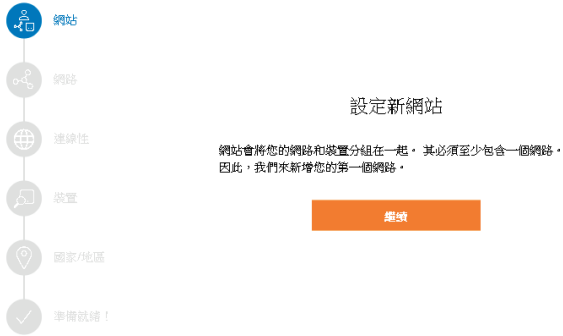 網站
網路
連線性
裝置
國家/地區
準備就緒！
設定新網站
網站會將您的網路和裝置分組在一起。 其必須至少包含一個網路。
因此，我們來新增您的第一個網路。
繼續